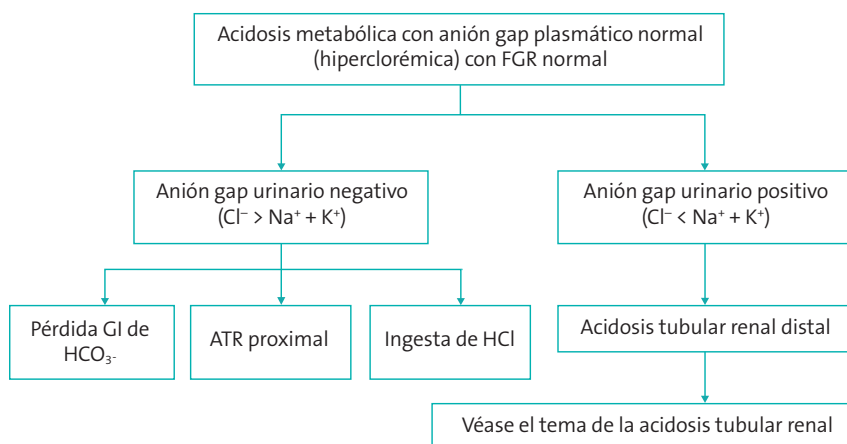 Acidosis metabólica con anión gap plasmático normal
(hiperclorémica) con FGR normal
Anión gap urinario negativo
(Cl⁻ > Na⁺ + K⁺)
Anión gap urinario positivo
(Cl⁻ < Na⁺ + K⁺)
Pérdida GI de
HCO₃-
ATR proximal
Ingesta de HCl
Acidosis tubular renal distal
Véase el tema de la acidosis tubular renal